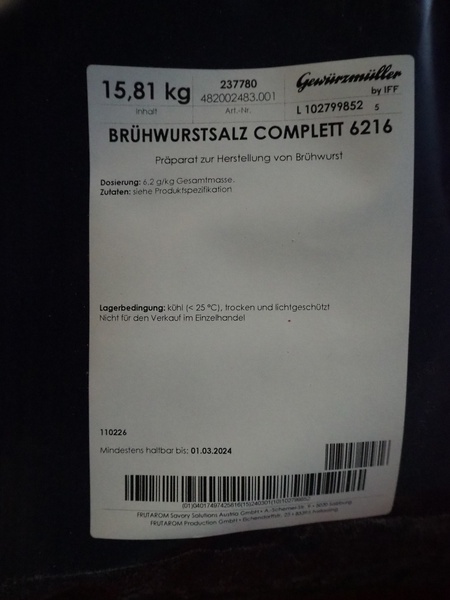 15,81 kg
Inhalt
237780
482002483.001
Art.-Nr.
Gewürzmüller
by IFF
L 102799852 5
BRÜHWURSTSALZ COMPLETT 6216
Präparat zur Herstellung von Brühwurst
Dosierung: 6,2 g/kg Gesamtmasse.
Zutaten: siehe Produktspezifikation
Lagerbedingung: kühl (< 25 °C), trocken und lichtgeschützt
Nicht für den Verkauf im Einzelhandel
110226
Mindestens haltbar bis: 01.03.2024
FRUTAROM Savory Solutions Austria GmbH •
FRUTAROM Production GmbH •